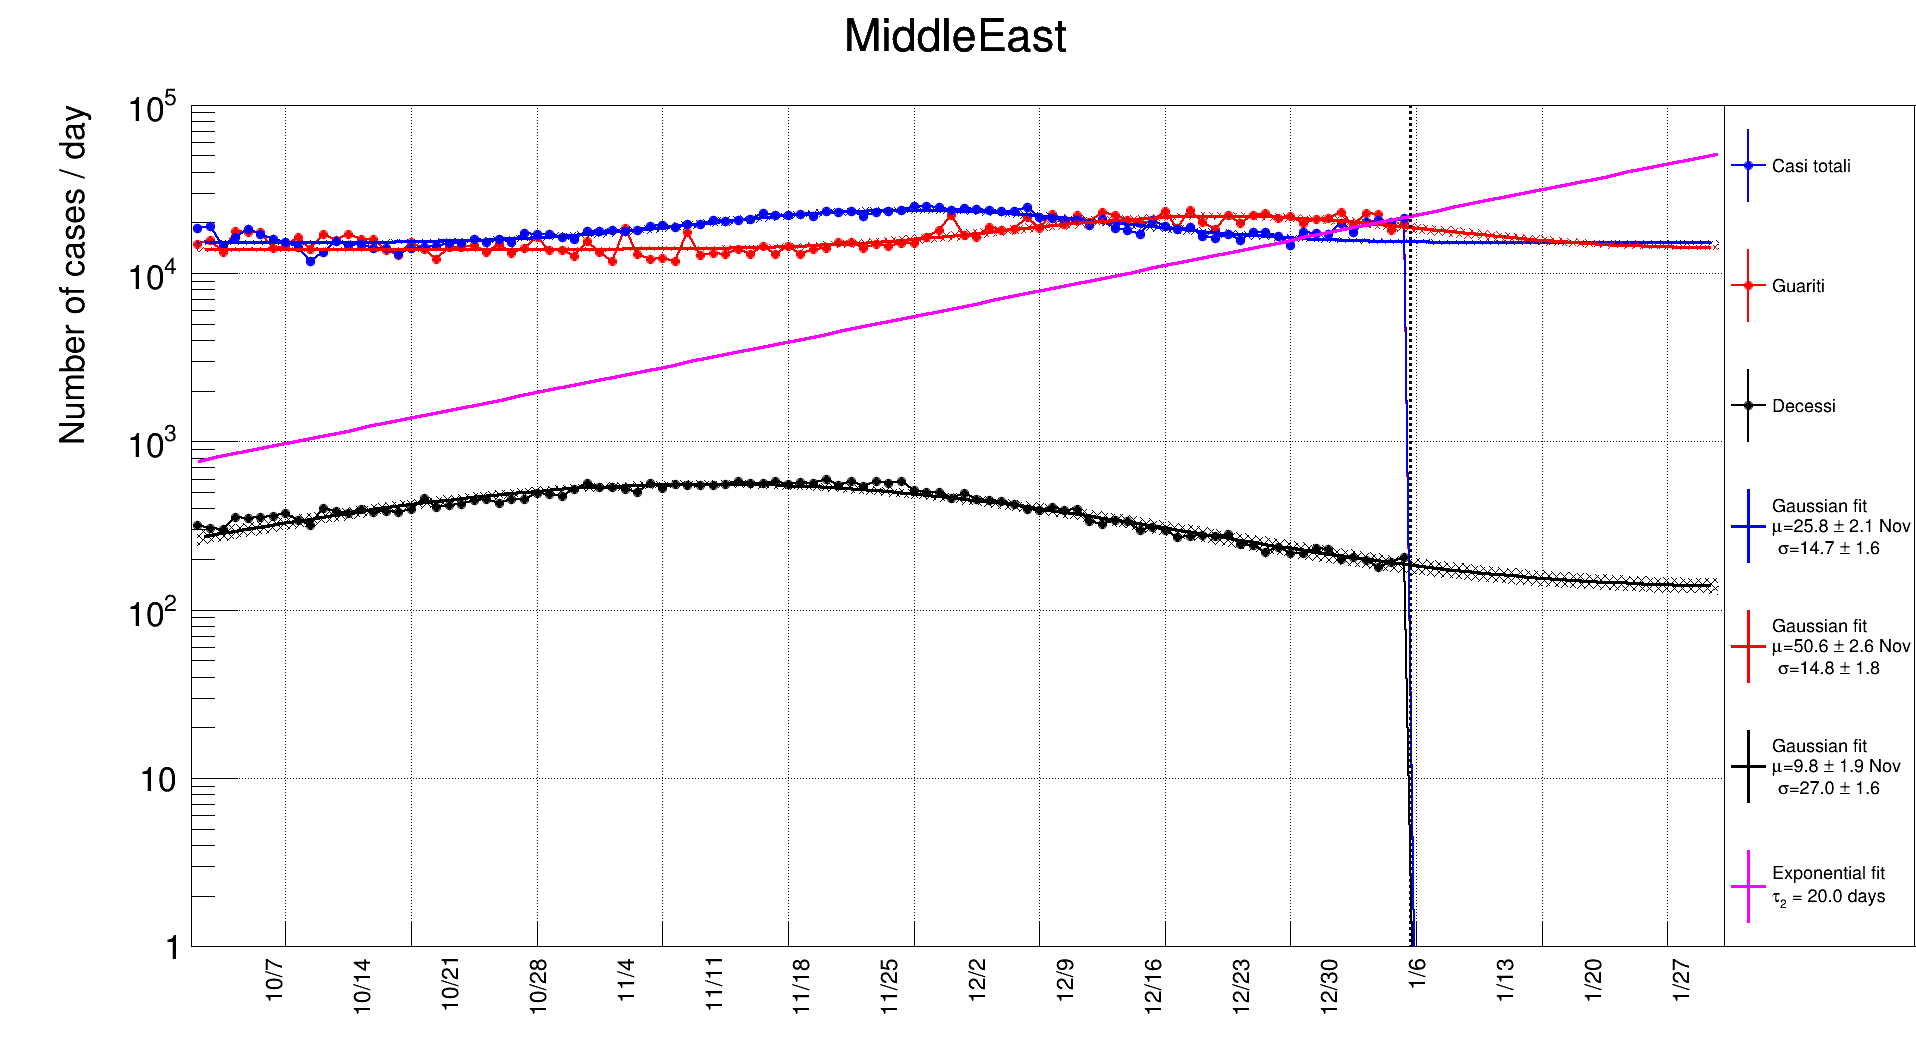 MiddleEast
Number of cases / day
10^5
10^4
10^3
10^2
10
1
10/7
10/14
10/21
10/28
11/4
11/11
11/18
11/25
12/2
12/9
12/16
12/23
12/30
1/6
1/13
1/20
1/27
Casi totali
Guariti
Decessi
Gaussian fit
μ=25.8 ± 2.1 Nov
σ=14.7 ± 1.6
Gaussian fit
μ=50.6 ± 2.6 Nov
σ=14.8 ± 1.8
Gaussian fit
μ=9.8 ± 1.9 Nov
σ=27.0 ± 1.6
Exponential fit
τ₂ = 20.0 days